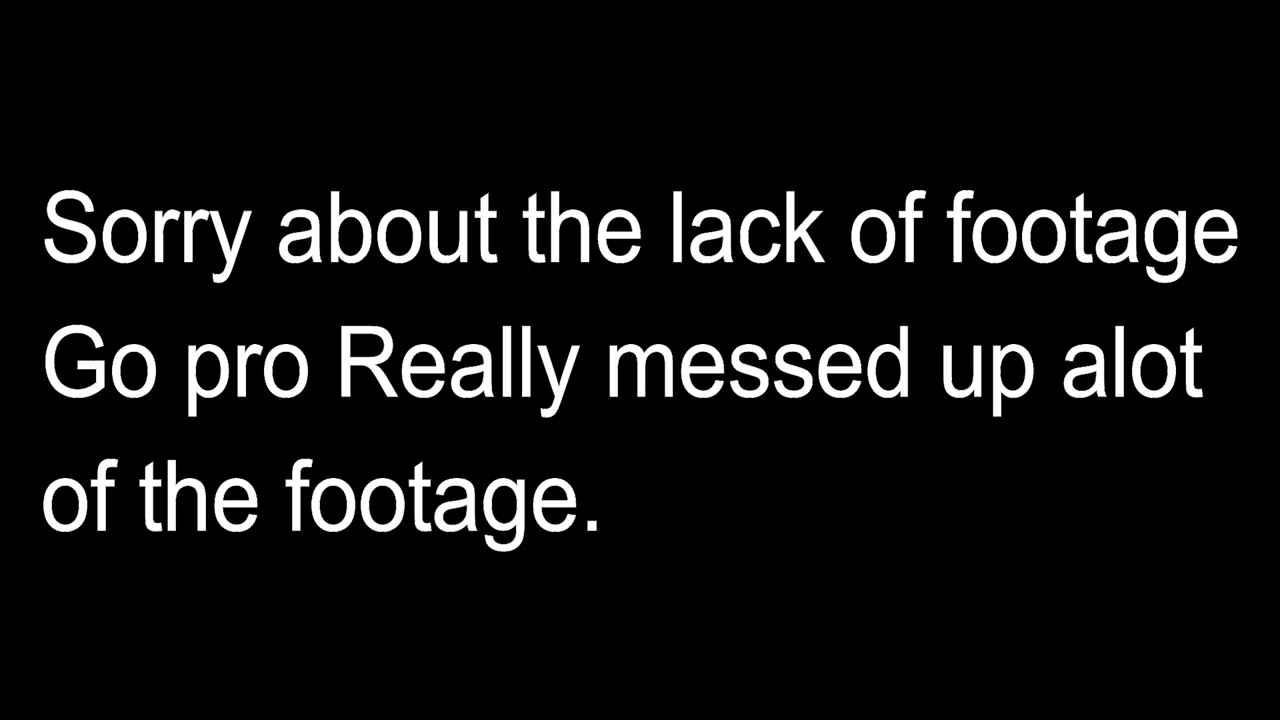 Sorry about the lack of footage
Go pro Really messed up alot
of the footage.